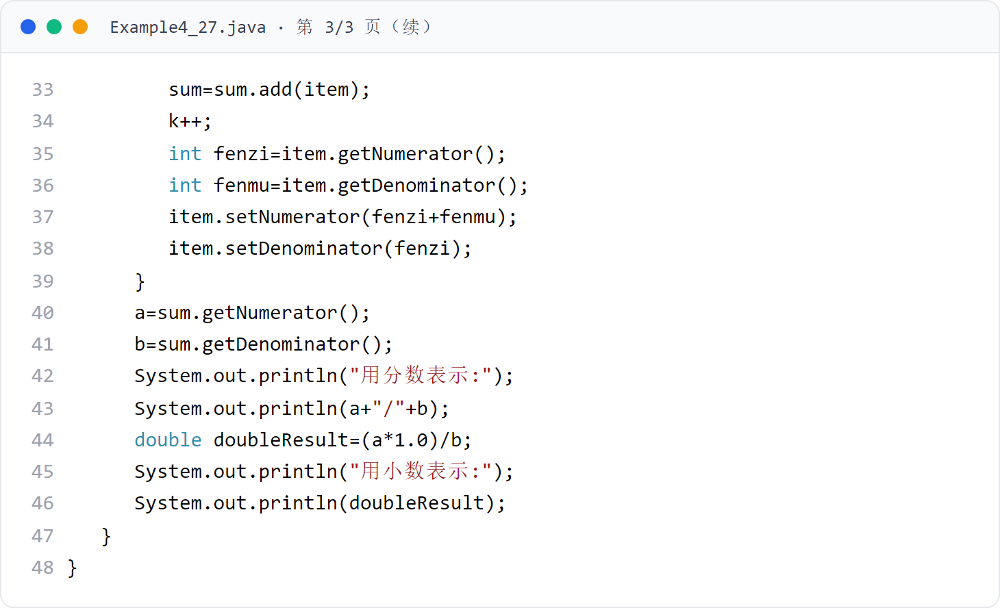 Example4_27.java · 第 3/3 页（续）
33 sum=sum.add(item);
34 k++;
35 int fenzi=item.getNumerator();
36 int fenmu=item.getDenominator();
37 item.setNumerator(fenzi+fenmu);
38 item.setDenominator(fenzi);
39 }
40 a=sum.getNumerator();
41 b=sum.getDenominator();
42 System.out.println("用分数表示:");
43 System.out.println(a+"/"+b);
44 double doubleResult=(a*1.0)/b;
45 System.out.println("用小数表示:");
46 System.out.println(doubleResult);
47 }
48 }